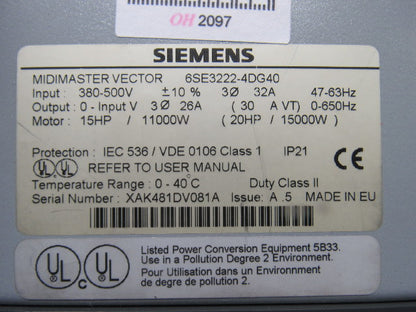 OH 2097
SIEMENS
MIDIMASTER VECTOR 6SE3222-4DG40
Input : 380-500V ±10% 3Ø 32A 47-63Hz
Output : 0 - Input V 3Ø 26A ( 30 A VT) 0-650Hz
Motor : 15HP / 11000W ( 20HP / 15000W )
Protection : IEC 536 / VDE 0106 Class 1 IP21
UL UL REFER TO USER MANUAL CE
Temperature Range : 0 - 40°C Duty Class II
Serial Number : XAK481DV081A Issue: A .5 MADE IN EU
UL C UL
Listed Power Conversion Equipment 5B33.
Use in a Pollution Degree 2 Environment.
Pour Utilisation dans un Environnment
de degre de pollution 2.